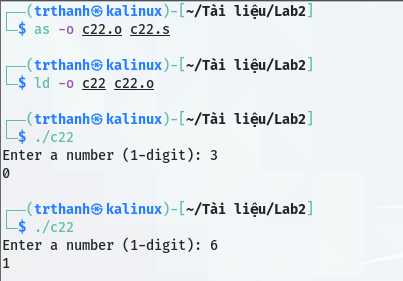 ┌──(trthanh㉿kalinux)-[~/Tài liệu/Lab2]
└─$ as -o c22.o c22.s
┌──(trthanh㉿kalinux)-[~/Tài liệu/Lab2]
└─$ ld -o c22 c22.o
┌──(trthanh㉿kalinux)-[~/Tài liệu/Lab2]
└─$ ./c22
Enter a number (1-digit): 3
0
┌──(trthanh㉿kalinux)-[~/Tài liệu/Lab2]
└─$ ./c22
Enter a number (1-digit): 6
1